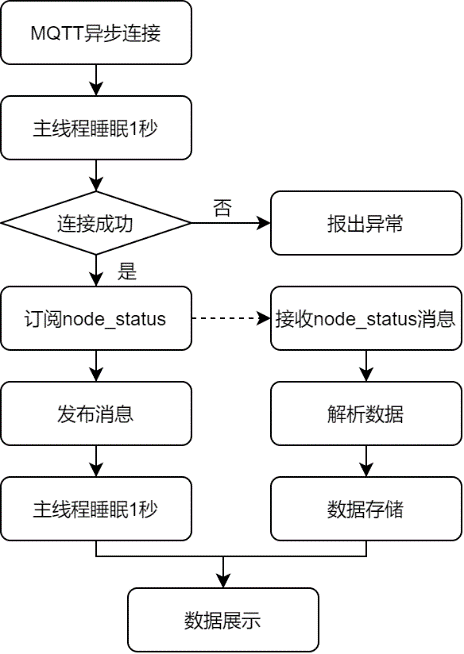 MQTT异步连接
主线程睡眠1秒
连接成功
否
报出异常
是
订阅node_status
接收node_status消息
发布消息
解析数据
主线程睡眠1秒
数据存储
数据展示